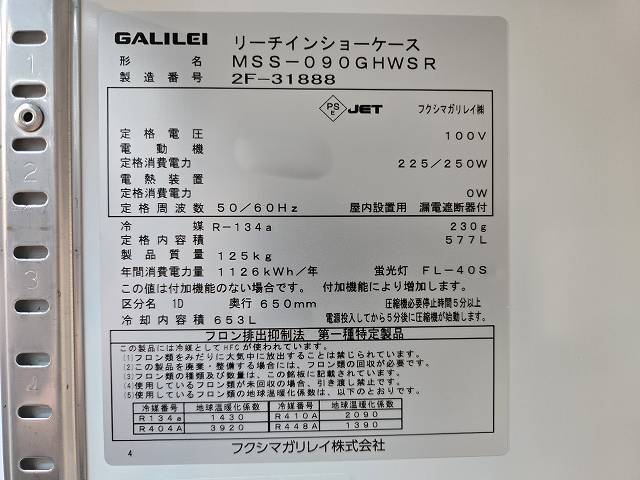 GALILEI リーチインショーケース
形名 MSS-090GHWSR
製造番号 2F-31888
PS E JET フクシマガリレイ㈱
定格電圧 100V
電動機
定格消費電力 225/250W
電熱装置
定格消費電力 0W
定格周波数 50/60Hz 屋内設置用 漏電遮断器付
冷媒 R-134a 230g
定格内容積 577L
製品質量 125kg
年間消費電力量 1126kWh/年 蛍光灯 FL-40S
この値は付加機能のない場合です。付加機能により増加します。
区分名 1D 奥行 650mm 圧縮機必要停止時間5分以上
冷却内容積 653L 電源投入してから5分後に圧縮機が始動します。
フロン排出抑制法 第一種特定製品
この製品には冷媒としてHFCが使われています。
(1)フロン類をみだりに大気中に放出することは禁じられています。
(2)この製品を廃棄・整備する場合には、フロン類の回収が必要です。
(3)フロン類の種類及び数量は、この銘板に記載されています。
(4)使用しているフロン類が未回収の場合、引き渡し禁止です。
(5)使用しているフロン類の地球温暖化係数は、以下のとおりです。
冷媒番号 地球温暖化係数 冷媒番号 地球温暖化係数
R134a 1430 R410A 2090
R404A 3920 R448A 1390
4 フクシマガリレイ株式会社
1
2
3
4